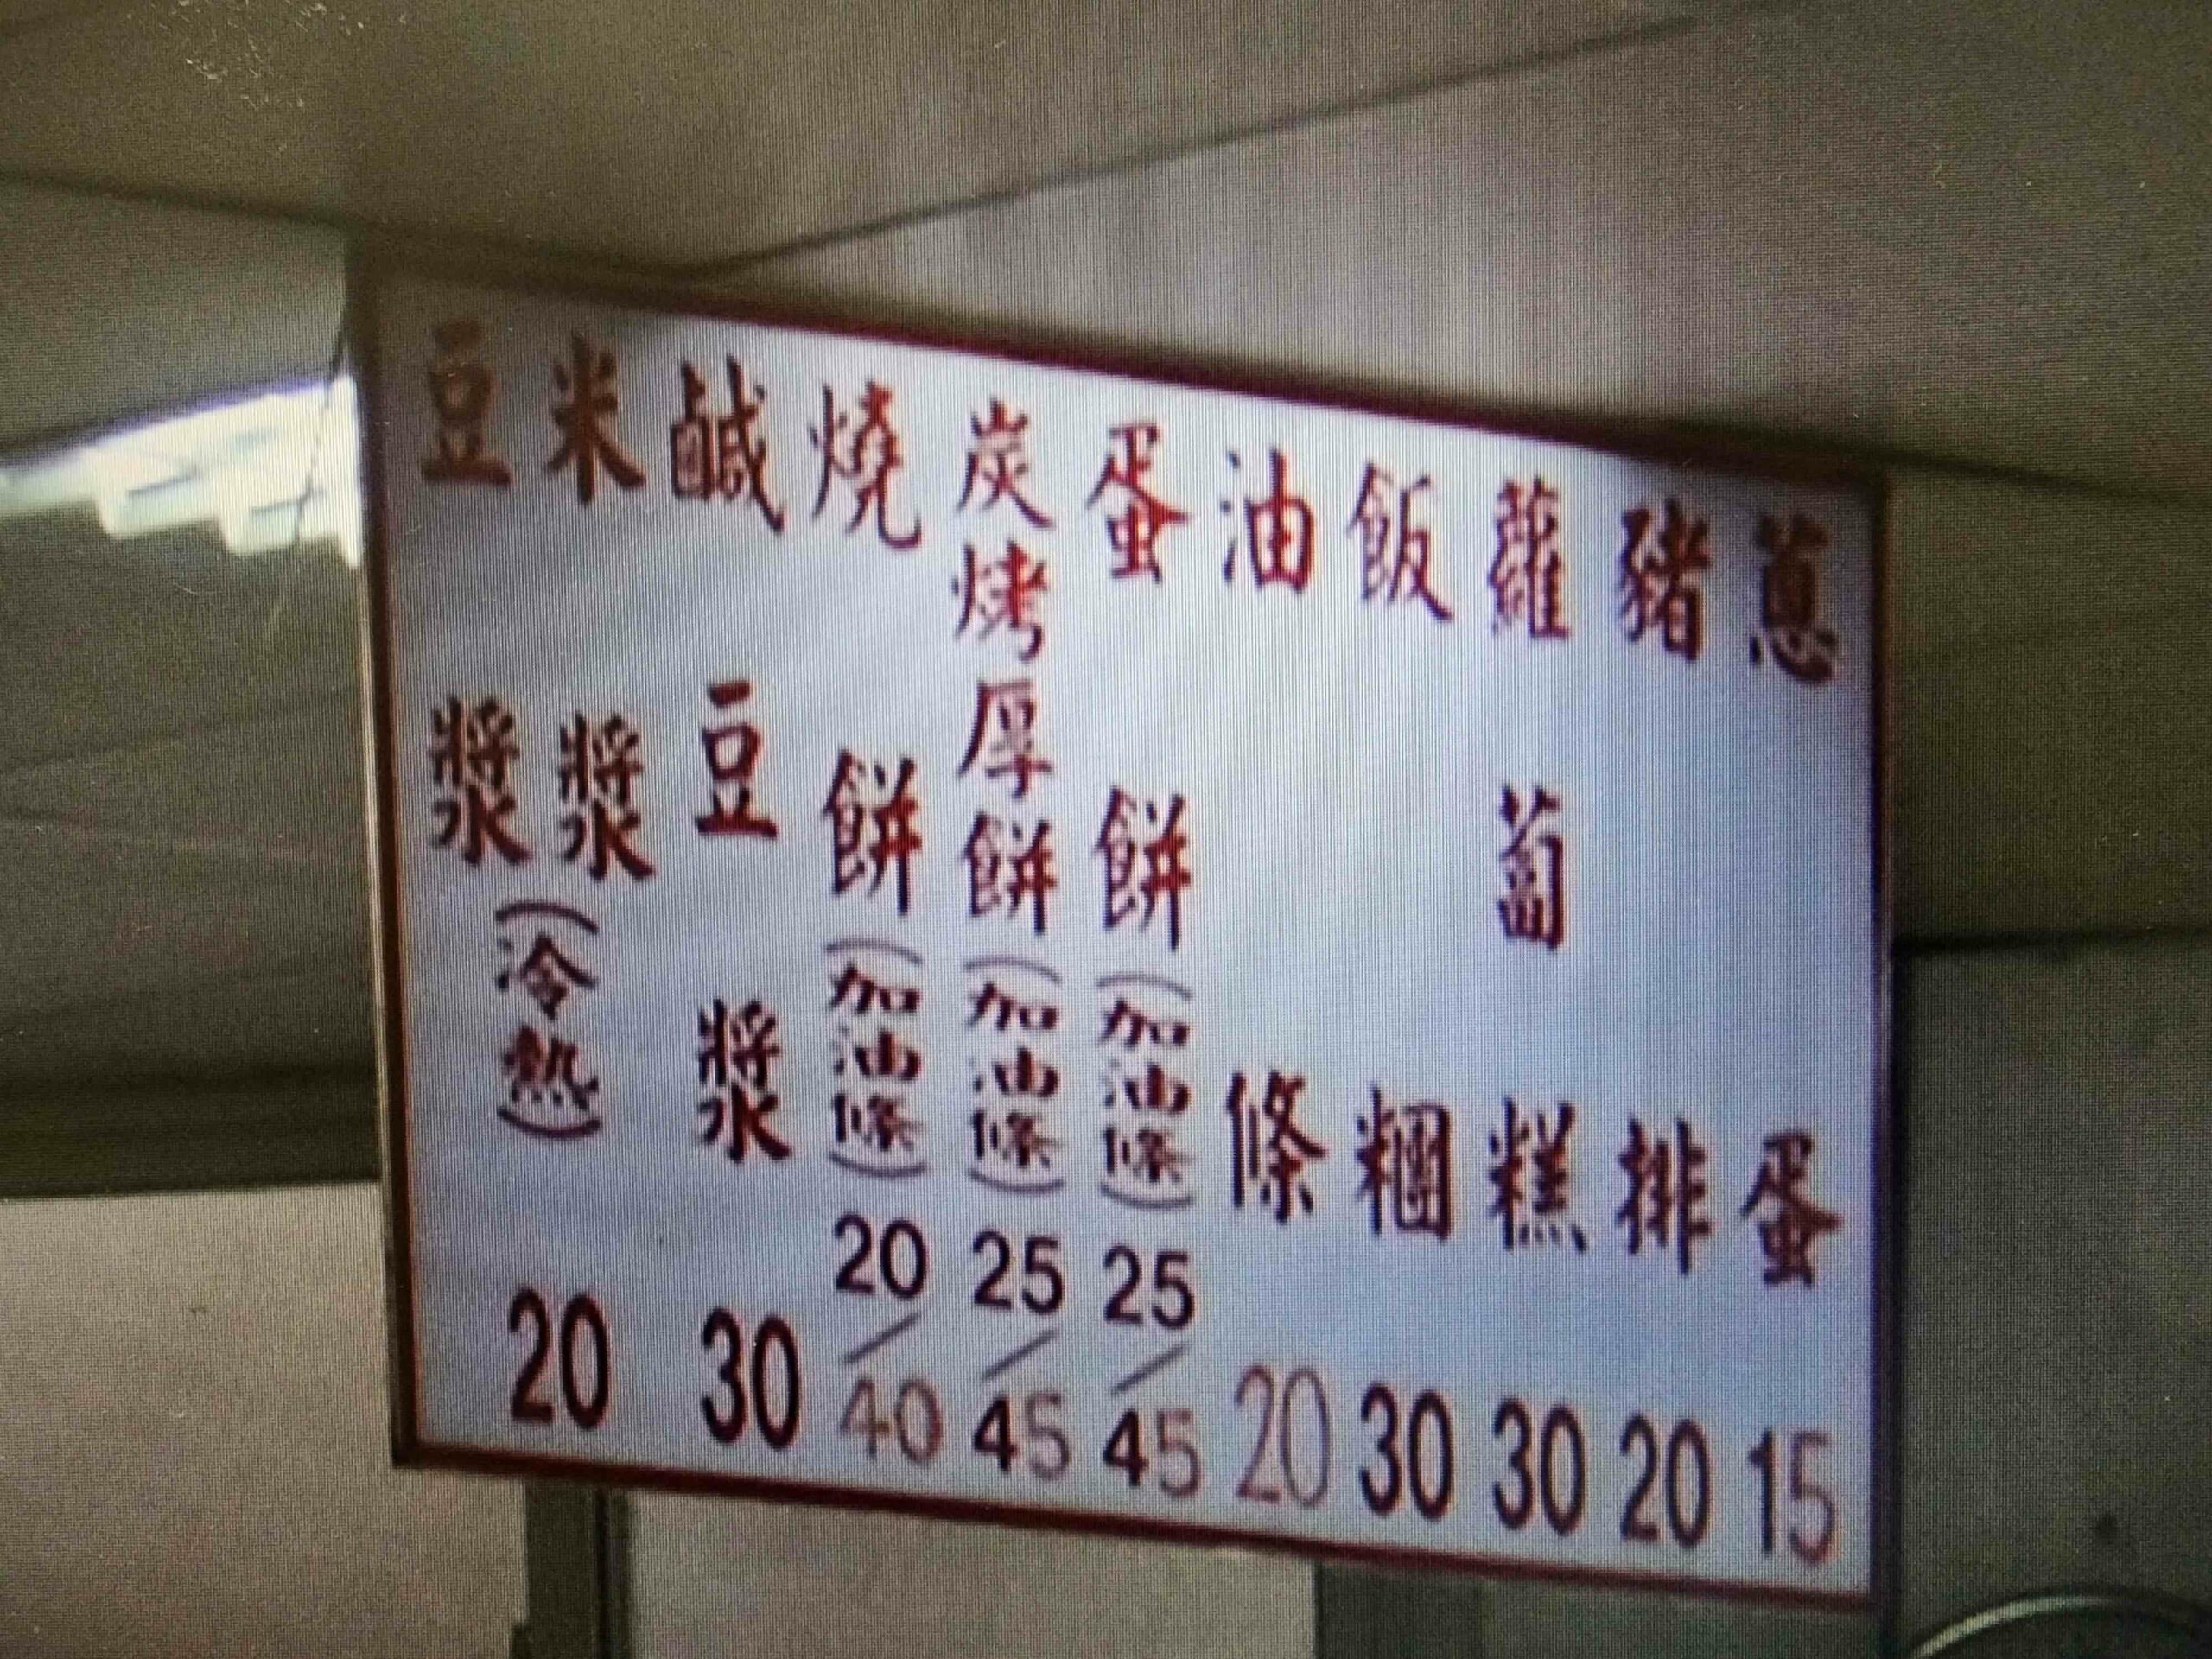 豆漿
米漿
(冷熱)
20
鹹豆漿
30
燒餅(加油條)
20/40
炭烤厚餅(加油條)
25/45
蛋餅(加油條)
25/45
油條
20
飯糰
30
蘿蔔糕
30
豬排
20
蔥蛋
15